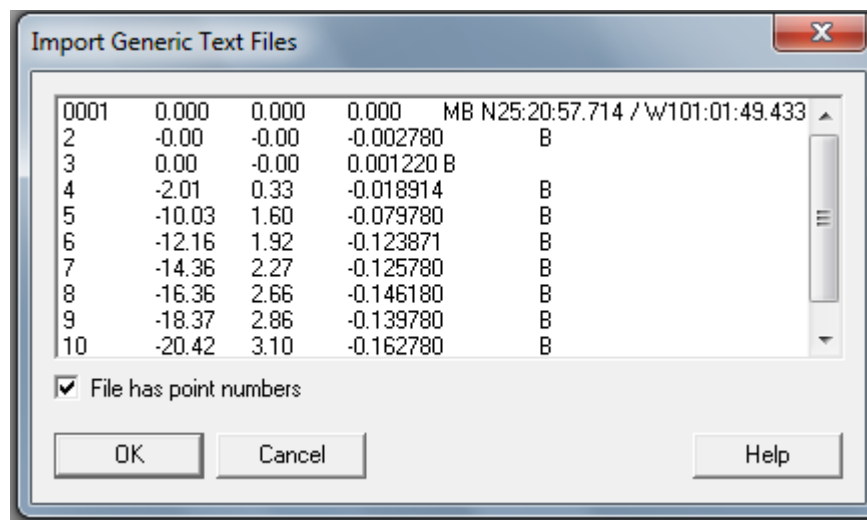 Import Generic Text Files
0001 0.000 0.000 0.000 MB N25:20:57.714 / W101:01:49.433
2 -0.00 -0.00 -0.002780 B
3 0.00 -0.00 0.001220 B
4 -2.01 0.33 -0.018914 B
5 -10.03 1.60 -0.079780 B
6 -12.16 1.92 -0.123871 B
7 -14.36 2.27 -0.125780 B
8 -16.36 2.66 -0.146180 B
9 -18.37 2.86 -0.139780 B
10 -20.42 3.10 -0.162780 B
File has point numbers
OK Cancel Help